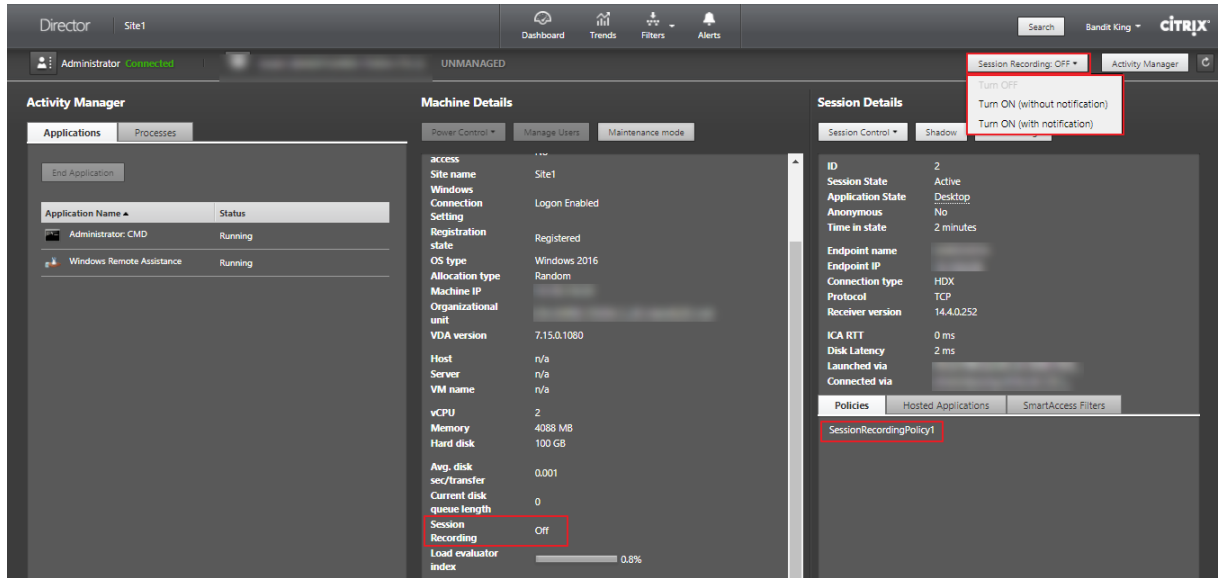 Director Site1 Dashboard Trends Filters Alerts Search Bandit King CİTRIX
Administrator Connected UNMANAGED Session Recording: OFF Activity Manager
Turn OFF
Turn ON (without notification)
Turn ON (with notification)
Activity Manager
Applications Processes
End Application
Application Name Status
Administrator: CMD Running
Windows Remote Assistance Running
Machine Details
Power Control Manage Users Maintenance mode
access
Site name Site1
Windows
Connection Logon Enabled
Setting
Registration
state Registered
OS type Windows 2016
Allocation type Random
Machine IP
Organizational
unit
VDA version 7.15.0.1080
Host n/a
Server n/a
VM name n/a
vCPU 2
Memory 4088 MB
Hard disk 100 GB
Avg. disk
sec/transfer 0.001
Current disk
queue length 0
Session
Recording Off
Load evaluator
index 0.8%
Session Details
Session Control Shadow
ID 2
Session State Active
Application State Desktop
Anonymous No
Time in state 2 minutes
Endpoint name
Endpoint IP
Connection type HDX
Protocol TCP
Receiver version 14.4.0.252
ICA RTT 0 ms
Disk Latency 2 ms
Launched via
Connected via
Policies Hosted Applications SmartAccess Filters
SessionRecordingPolicy1